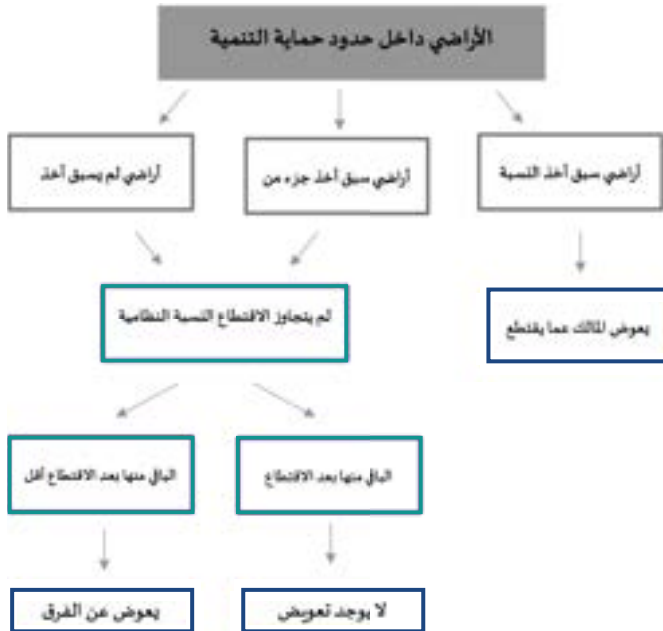 الأراضي داخل حدود حماية التنمية
أراضي سبق أخذ النسبة
أراضي سبق أخذ جزء من
أراضي لم يسبق أخذ
يعوض المالك عما يقتطع
لم يتجاوز الاقتطاع النسبة النظامية
الباقي منها بعد الاقتطاع
الباقي منها بعد الاقتطاع أقل
لا يوجد تعويض
يعوض عن الفرق